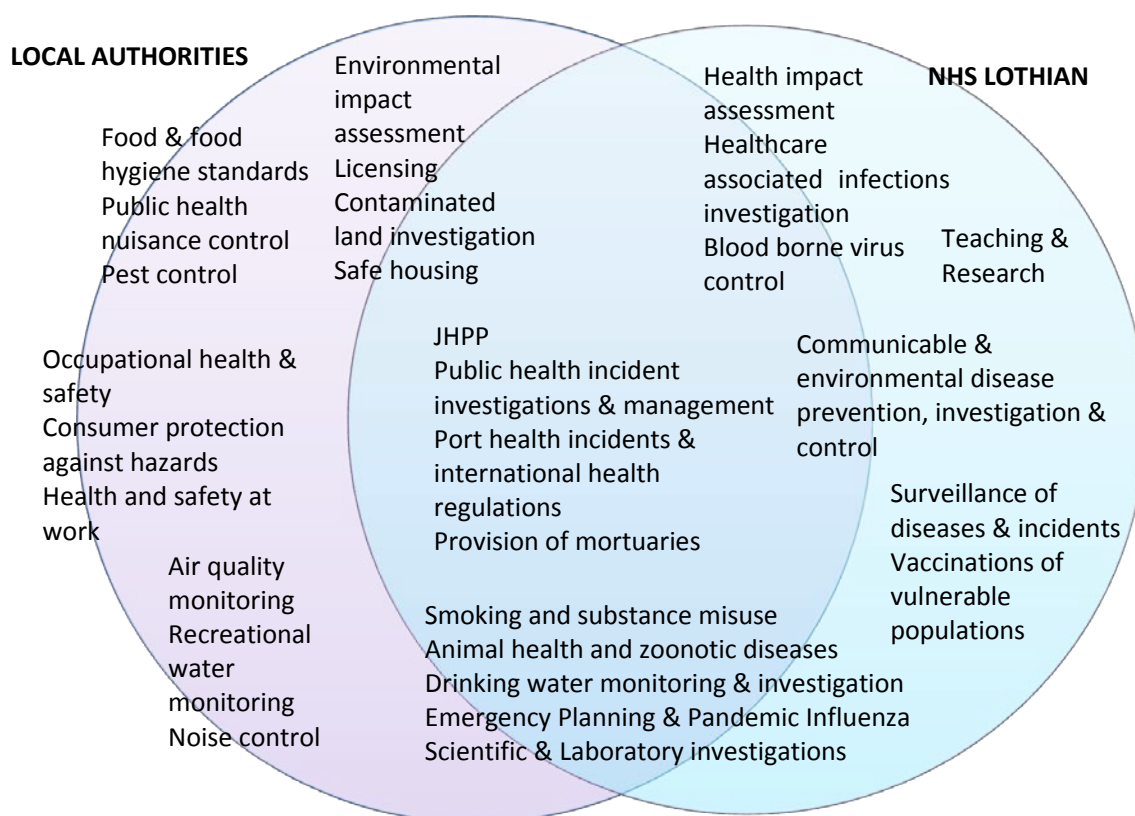 LOCAL AUTHORITIES
Food & food
hygiene standards
Public health
nuisance control
Pest control
Environmental
impact
assessment
Licensing
Contaminated
land investigation
Safe housing
Health impact
assessment
Healthcare
associated infections
investigation
Blood borne virus
control
NHS LOTHIAN
Teaching &
Research
Occupational health &
safety
Consumer protection
against hazards
Health and safety at
work
JHPP
Public health incident
investigations & management
Port health incidents &
international health
regulations
Provision of mortuaries
Communicable &
environmental disease
prevention, investigation &
control
Surveillance of
diseases & incidents
Vaccinations of
vulnerable
populations
Air quality
monitoring
Recreational
water
monitoring
Noise control
Smoking and substance misuse
Animal health and zoonotic diseases
Drinking water monitoring & investigation
Emergency Planning & Pandemic Influenza
Scientific & Laboratory investigations